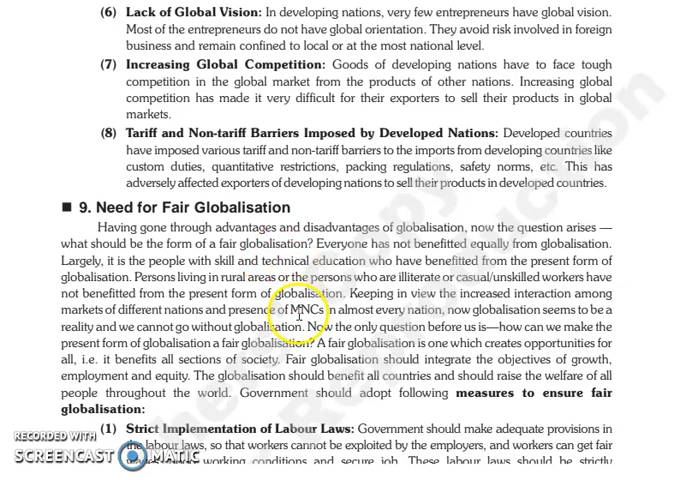 (6) Lack of Global Vision: In developing nations, very few entrepreneurs have global vision.
Most of the entrepreneurs do not have global orientation. They avoid risk involved in foreign
business and remain confined to local or at the most national level.
(7) Increasing Global Competition: Goods of developing nations have to face tough
competition in the global market from the products of other nations. Increasing global
competition has made it very difficult for their exporters to sell their products in global
markets.
(8) Tariff and Non-tariff Barriers Imposed by Developed Nations: Developed countries
have imposed various tariff and non-tariff barriers to the imports from developing countries like
custom duties, quantitative restrictions, packing regulations, safety norms, etc. This has
adversely affected exporters of developing nations to sell their products in developed countries.
■ 9. Need for Fair Globalisation
Having gone through advantages and disadvantages of globalisation, now the question arises —
what should be the form of a fair globalisation? Everyone has not benefitted equally from globalisation.
Largely, it is the people with skill and technical education who have benefitted from the present form of
globalisation. Persons living in rural areas or the persons who are illiterate or casual/unskilled workers have
not benefitted from the present form of globalisation. Keeping in view the increased interaction among
markets of different nations and presence of MNCs in almost every nation, now globalisation seems to be a
reality and we cannot go without globalisation. Now the only question before us is—how can we make the
present form of globalisation a fair globalisation? A fair globalisation is one which creates opportunities for
all, i.e. it benefits all sections of society. Fair globalisation should integrate the objectives of growth,
employment and equity. The globalisation should benefit all countries and should raise the welfare of all
people throughout the world. Government should adopt following measures to ensure fair
globalisation:
(1) Strict Implementation of Labour Laws: Government should make adequate provisions in
the labour laws, so that workers cannot be exploited by the employers, and workers can get fair
working conditions and secure job. These labour laws should be strictly
RECORDED WITH
SCREENCAST MATIC